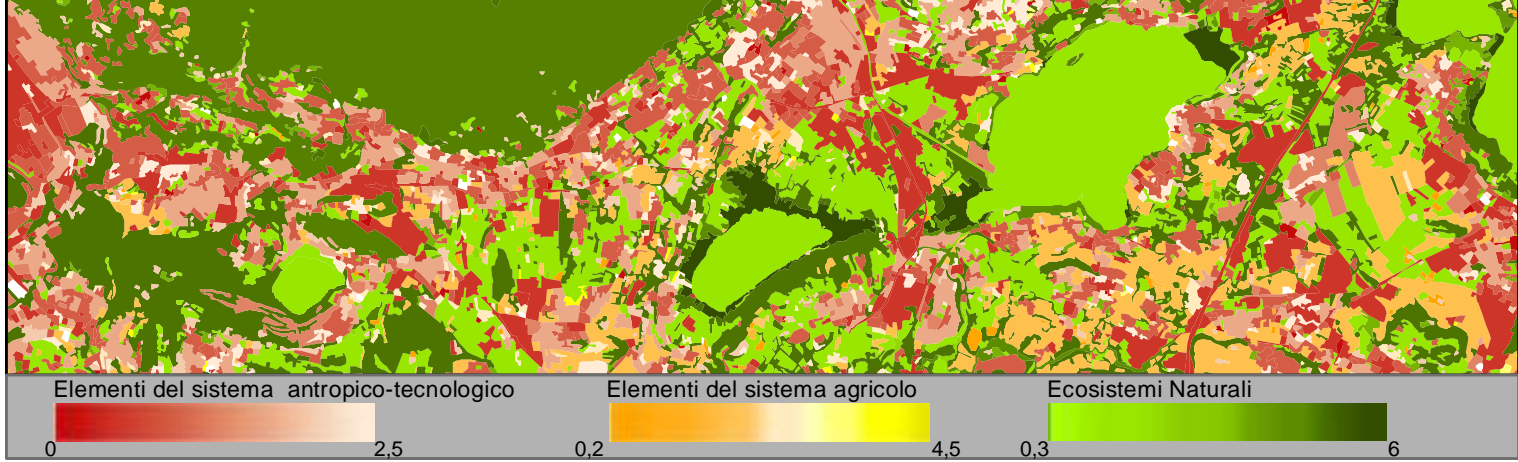 Elementi del sistema antropico-tecnologico
Elementi del sistema agricolo
Ecosistemi Naturali
0
2,5
0,2
4,5
0,3
6